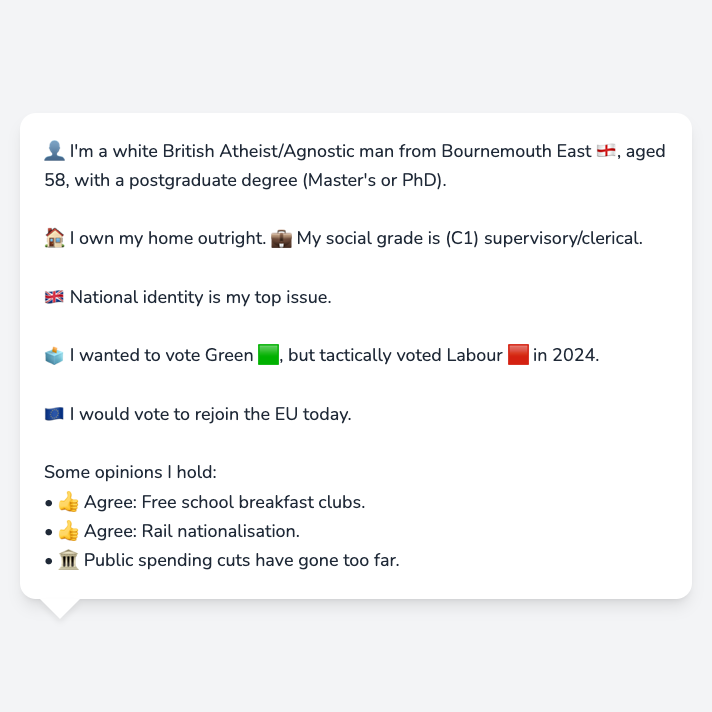 👤 I'm a white British Atheist/Agnostic man from Bournemouth East 🏴󠁧󠁢󠁥󠁮󠁧󠁿, aged
58, with a postgraduate degree (Master's or PhD).
🏠 I own my home outright. 💼 My social grade is (C1) supervisory/clerical.
🇬🇧 National identity is my top issue.
🗳️ I wanted to vote Green 🟩, but tactically voted Labour 🟥 in 2024.
🇪🇺 I would vote to rejoin the EU today.
Some opinions I hold:
• 👍 Agree: Free school breakfast clubs.
• 👍 Agree: Rail nationalisation.
• 🏛️ Public spending cuts have gone too far.